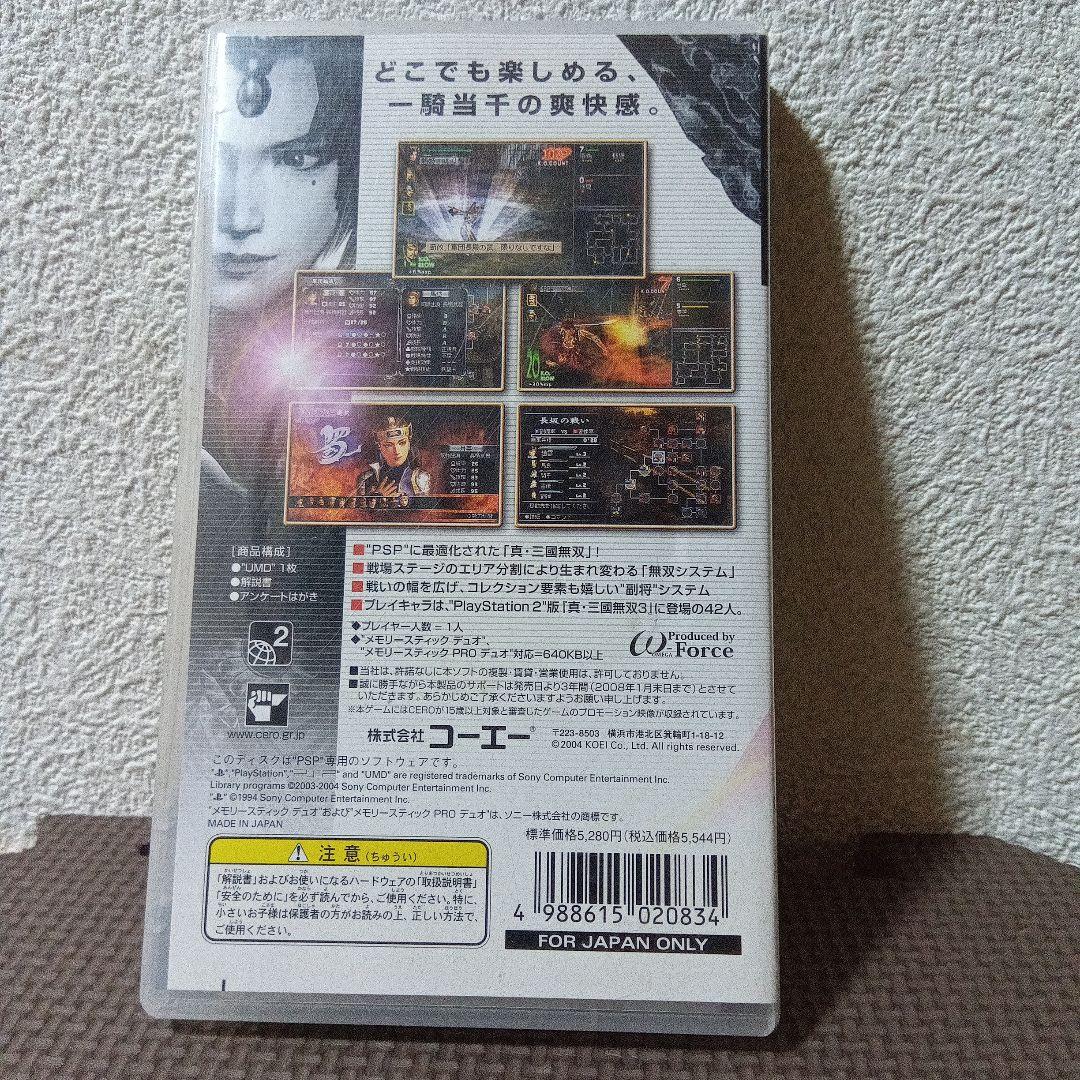 どこでも楽しめる、
一騎当千の爽快感。
K.O.COUNT
荀攸「軍団長殿の武、限りなしですな」
K.O.COUNT
20
長坂の戦い
VS
[商品構成]
●"UMD" 1枚
●解説書
●アンケートはがき
■"PSP"に最適化された「真・三國無双」!
■戦場ステージのエリア分割により生まれ変わる「無双システム」
■戦いの幅を広げ、コレクション要素も嬉しい"副将"システム
■プレイキャラは、"PlayStation 2"版「真・三國無双3」に登場の42人。
◆プレイヤー人数=1人
◆"メモリースティック デュオ"、
"メモリースティック PRO デュオ"対応=640KB以上
Produced by
ω-Force
OMEGA
2
www.cero.gr.jp
■当社は、許諾なしに本ソフトの複製・賃貸・営業使用は、許可しておりません。
■誠に勝手ながら本製品のサポートは発売日より3年間(2008年1月末日まで)とさせて
いただきます。あらかじめご了承くださいますようお願い申し上げます。
※本ゲームにはCEROが15歳以上対象と審査したゲームのプロモーション映像が収録されています。
株式会社 コーエー®
〒223-8503 横浜市港北区箕輪町1-18-12
©2004 KOEI Co., Ltd. All rights reserved.
このディスクは"PSP"専用のソフトウェアです。
" ", "PlayStation", " " and "UMD" are registered trademarks of Sony Computer Entertainment Inc.
Library programs ©2003-2004 Sony Computer Entertainment Inc.
" " ©1994 Sony Computer Entertainment Inc.
"メモリースティック デュオ"および"メモリースティック PRO デュオ"は、ソニー株式会社の商標です。
MADE IN JAPAN
標準価格5,280円(税込価格5,544円)
注意(ちゅうい)
「解説書」およびお使いになるハードウェアの「取扱説明書」
「安全のために」を必ず読んでから、ご使用ください。特に、
小さいお子様は保護者の方がお読みの上、正しい方法で、
ご使用ください。
4 988615 020834
FOR JAPAN ONLY